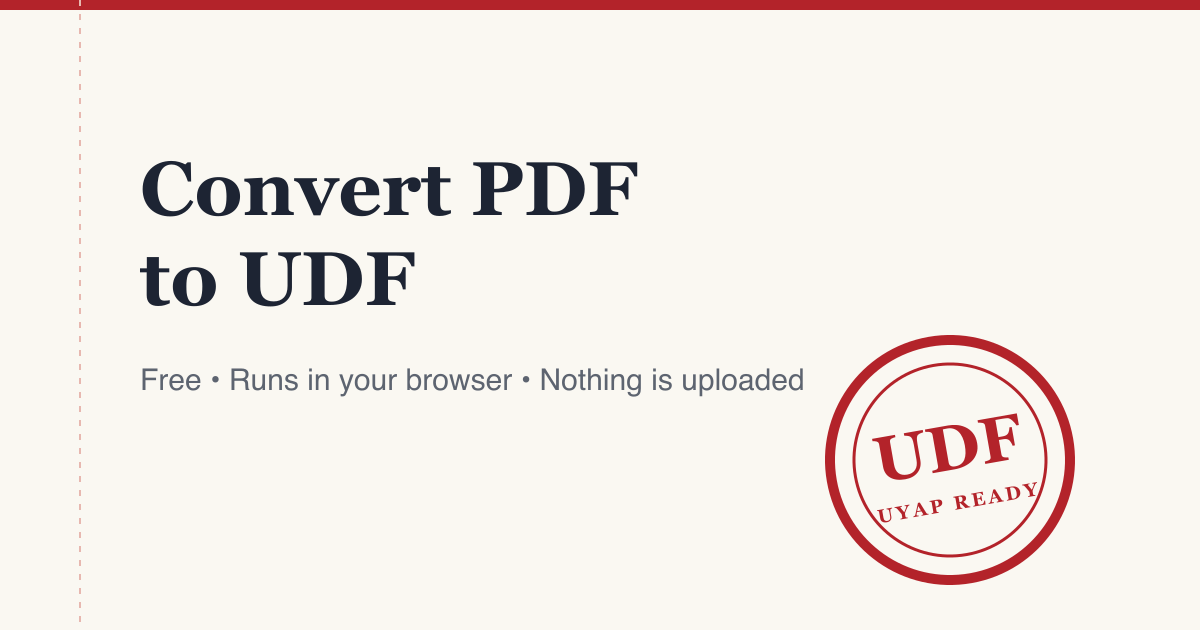 Convert PDF
to UDF
Free • Runs in your browser • Nothing is uploaded
UDF
UYAP READY